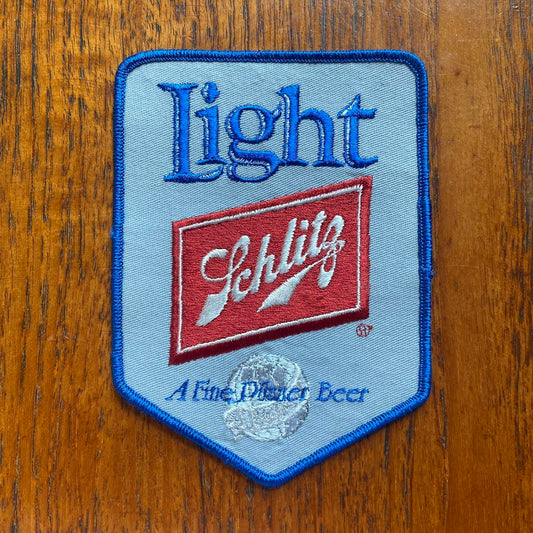 Light
Schlitz
®
A Fine Pilsner Beer